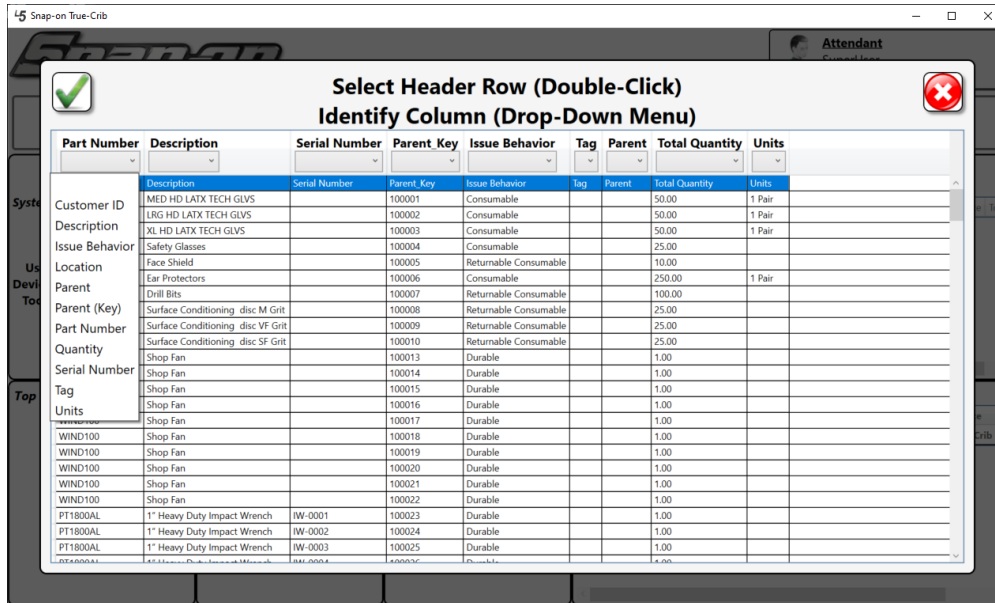 Snap-on True-Crib
Snap-on
Attendant
Select Header Row (Double-Click)
Identify Column (Drop-Down Menu)
Part Number Description Serial Number Parent_Key Issue Behavior Tag Parent Total Quantity Units
Description Serial Number Parent_Key Issue Behavior Tag Parent Total Quantity Units
MED HD LATX TECH GLVS 100001 Consumable 50.00 1 Pair
LRG HD LATX TECH GLVS 100002 Consumable 50.00 1 Pair
XL HD LATX TECH GLVS 100003 Consumable 50.00 1 Pair
Safety Glasses 100004 Consumable 25.00
Face Shield 100005 Returnable Consumable 10.00
Ear Protectors 100006 Consumable 250.00 1 Pair
Drill Bits 100007 Returnable Consumable 100.00
Surface Conditioning disc M Grit 100008 Returnable Consumable 25.00
Surface Conditioning disc VF Grit 100009 Returnable Consumable 25.00
Surface Conditioning disc SF Grit 100010 Returnable Consumable 25.00
Shop Fan 100013 Durable 1.00
Shop Fan 100014 Durable 1.00
Shop Fan 100015 Durable 1.00
Shop Fan 100016 Durable 1.00
WIND100 Shop Fan 100017 Durable 1.00
WIND100 Shop Fan 100018 Durable 1.00
WIND100 Shop Fan 100019 Durable 1.00
WIND100 Shop Fan 100020 Durable 1.00
WIND100 Shop Fan 100021 Durable 1.00
WIND100 Shop Fan 100022 Durable 1.00
PT1800AL 1" Heavy Duty Impact Wrench IW-0001 100023 Durable 1.00
PT1800AL 1" Heavy Duty Impact Wrench IW-0002 100024 Durable 1.00
PT1800AL 1" Heavy Duty Impact Wrench IW-0003 100025 Durable 1.00
Customer ID
Description
Issue Behavior
Location
Parent
Parent (Key)
Part Number
Quantity
Serial Number
Tag
Units
Syste
Us
Devi
Too
Top
Crib